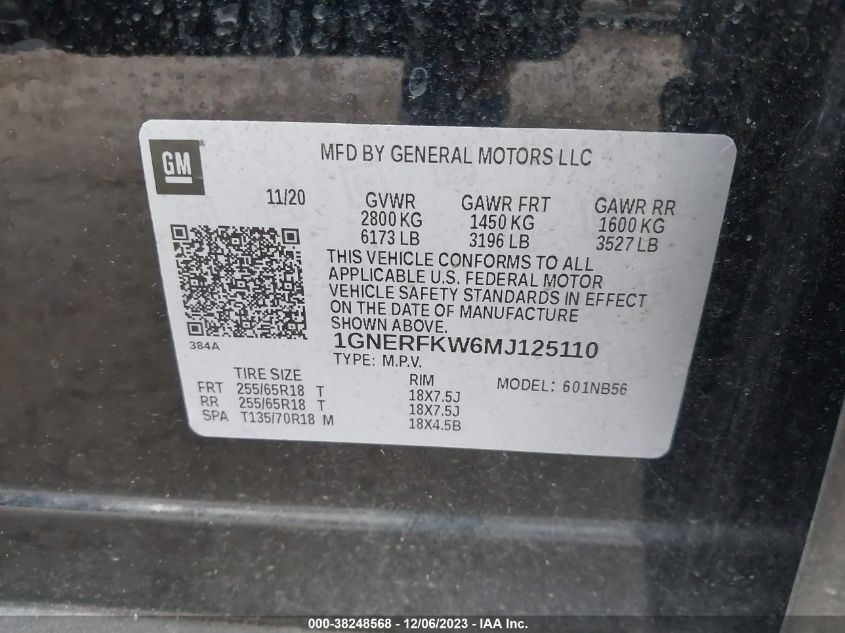 GM ®
MFD BY GENERAL MOTORS LLC
11/20 GVWR GAWR FRT GAWR RR
2800 KG 1450 KG 1600 KG
6173 LB 3196 LB 3527 LB
THIS VEHICLE CONFORMS TO ALL
APPLICABLE U.S. FEDERAL MOTOR
VEHICLE SAFETY STANDARDS IN EFFECT
ON THE DATE OF MANUFACTURE
SHOWN ABOVE.
384A
1GNERFKW6MJ125110
TYPE: M.P.V.
TIRE SIZE RIM MODEL: 601NB56
FRT 255/65R18 T 18X7.5J
RR 255/65R18 T 18X7.5J
SPA T135/70R18 M 18X4.5B
000-38248568 - 12/06/2023 - IAA, Inc.